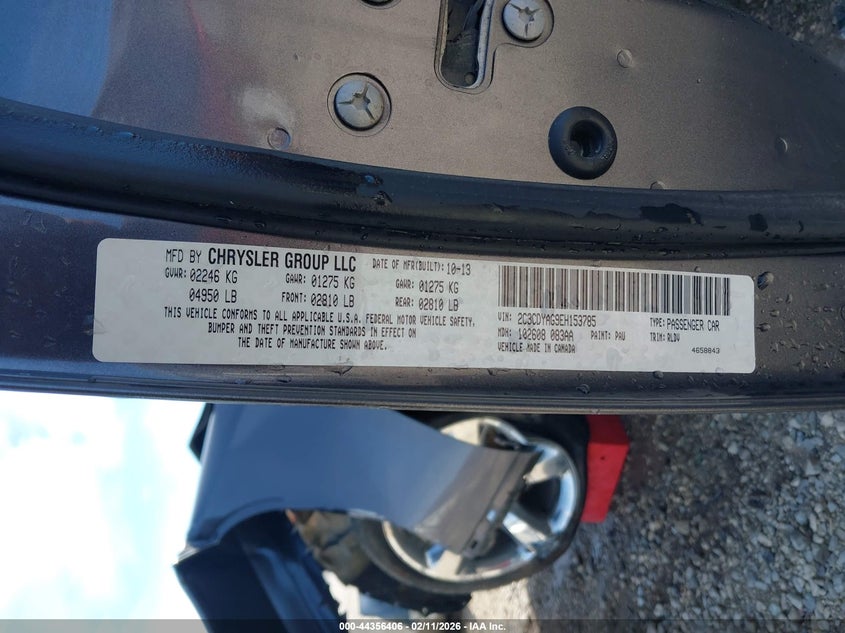 MFD BY CHRYSLER GROUP LLC DATE OF MFR(BUILT): 10-13
GVWR: 02246 KG GAWR: 01275 KG GAWR: 01275 KG
04950 LB FRONT: 02810 LB REAR: 02810 LB
THIS VEHICLE CONFORMS TO ALL APPLICABLE U.S.A. FEDERAL MOTOR VEHICLE SAFETY,
BUMPER AND THEFT PREVENTION STANDARDS IN EFFECT ON
THE DATE OF MANUFACTURE SHOWN ABOVE.
VIN: 2C3CDYAG9EH153785 TYPE: PASSENGER CAR
MDH: 102608 083AA PAINT: PAU TRIM: RLDV
VEHICLE MADE IN CANADA 4658843
000-44356406 - 02/11/2026 - IAA Inc.